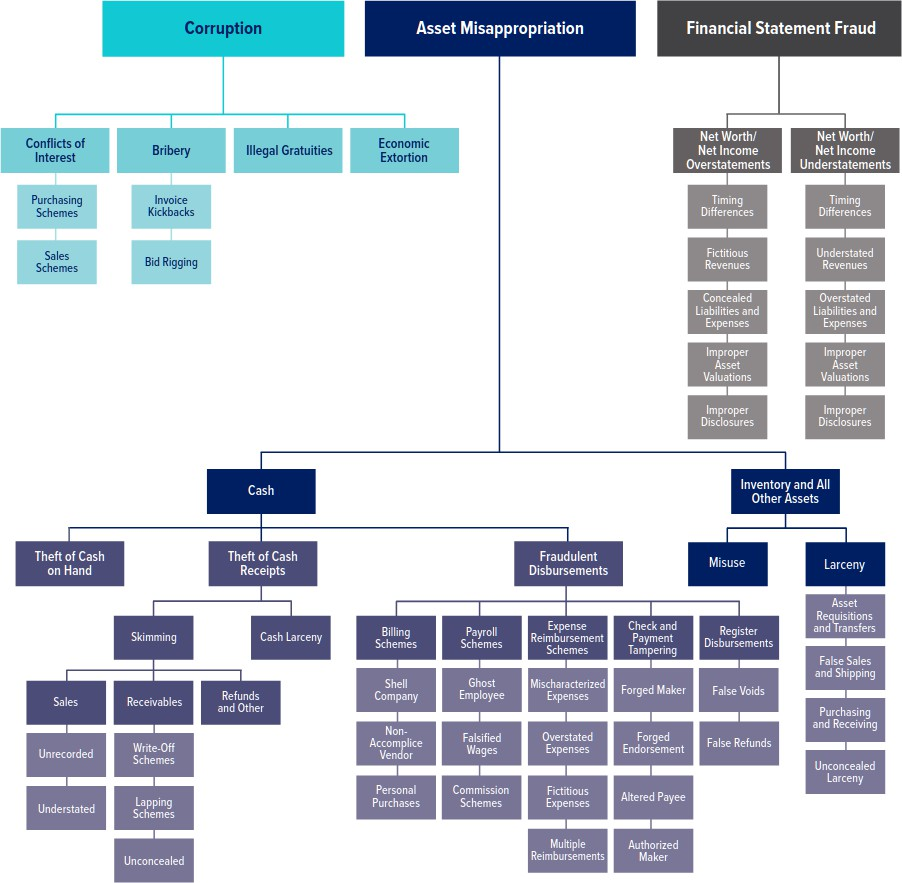 Corruption
Asset Misappropriation
Financial Statement Fraud
Conflicts of
Interest
Bribery
Illegal Gratuities
Economic
Extortion
Net Worth/
Net Income
Overstatements
Net Worth/
Net Income
Understatements
Purchasing
Schemes
Invoice
Kickbacks
Timing
Differences
Timing
Differences
Sales
Schemes
Bid Rigging
Fictitious
Revenues
Understated
Revenues
Concealed
Liabilities and
Expenses
Overstated
Liabilities and
Expenses
Improper
Asset
Valuations
Improper
Asset
Valuations
Improper
Disclosures
Improper
Disclosures
Cash
Inventory and All
Other Assets
Theft of Cash
on Hand
Theft of Cash
Receipts
Fraudulent
Disbursements
Misuse
Larceny
Skimming
Cash Larceny
Billing
Schemes
Payroll
Schemes
Expense
Reimbursement
Schemes
Check and
Payment
Tampering
Register
Disbursements
Asset
Requisitions
and Transfers
Sales
Receivables
Refunds
and Other
Shell
Company
Ghost
Employee
Mischaracterized
Expenses
Forged Maker
False Voids
False Sales
and Shipping
Unrecorded
Write-Off
Schemes
Non-
Accomplice
Vendor
Falsified
Wages
Overstated
Expenses
Forged
Endorsement
False Refunds
Purchasing
and Receiving
Understated
Lapping
Schemes
Personal
Purchases
Commission
Schemes
Fictitious
Expenses
Altered Payee
Unconcealed
Larceny
Unconcealed
Multiple
Reimbursements
Authorized
Maker